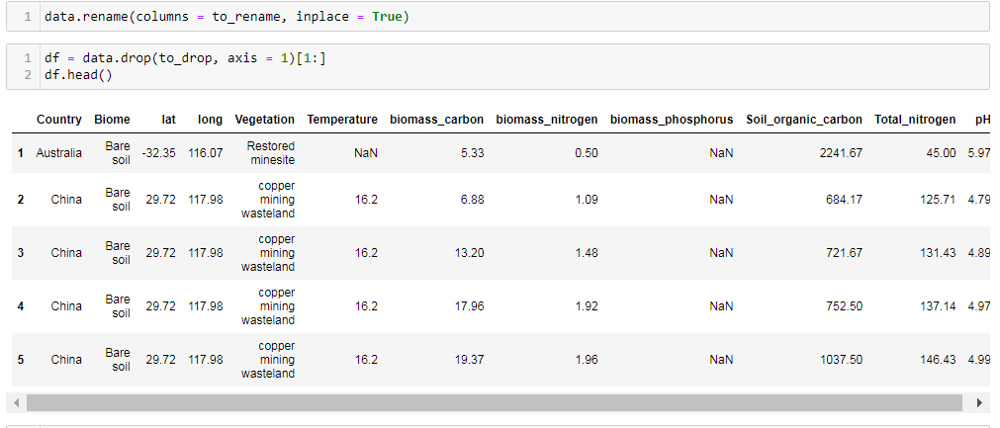 1 data.rename(columns = to_rename, inplace = True)
1 df = data.drop(to_drop, axis = 1)[1:]
2 df.head()
Country Biome lat long Vegetation Temperature biomass_carbon biomass_nitrogen biomass_phosphorus Soil_organic_carbon Total_nitrogen pH
1 Australia Bare soil -32.35 116.07 Restored minesite NaN 5.33 0.50 NaN 2241.67 45.00 5.97
2 China Bare soil 29.72 117.98 copper mining wasteland 16.2 6.88 1.09 NaN 684.17 125.71 4.79
3 China Bare soil 29.72 117.98 copper mining wasteland 16.2 13.20 1.48 NaN 721.67 131.43 4.89
4 China Bare soil 29.72 117.98 copper mining wasteland 16.2 17.96 1.92 NaN 752.50 137.14 4.97
5 China Bare soil 29.72 117.98 copper mining wasteland 16.2 19.37 1.96 NaN 1037.50 146.43 4.99